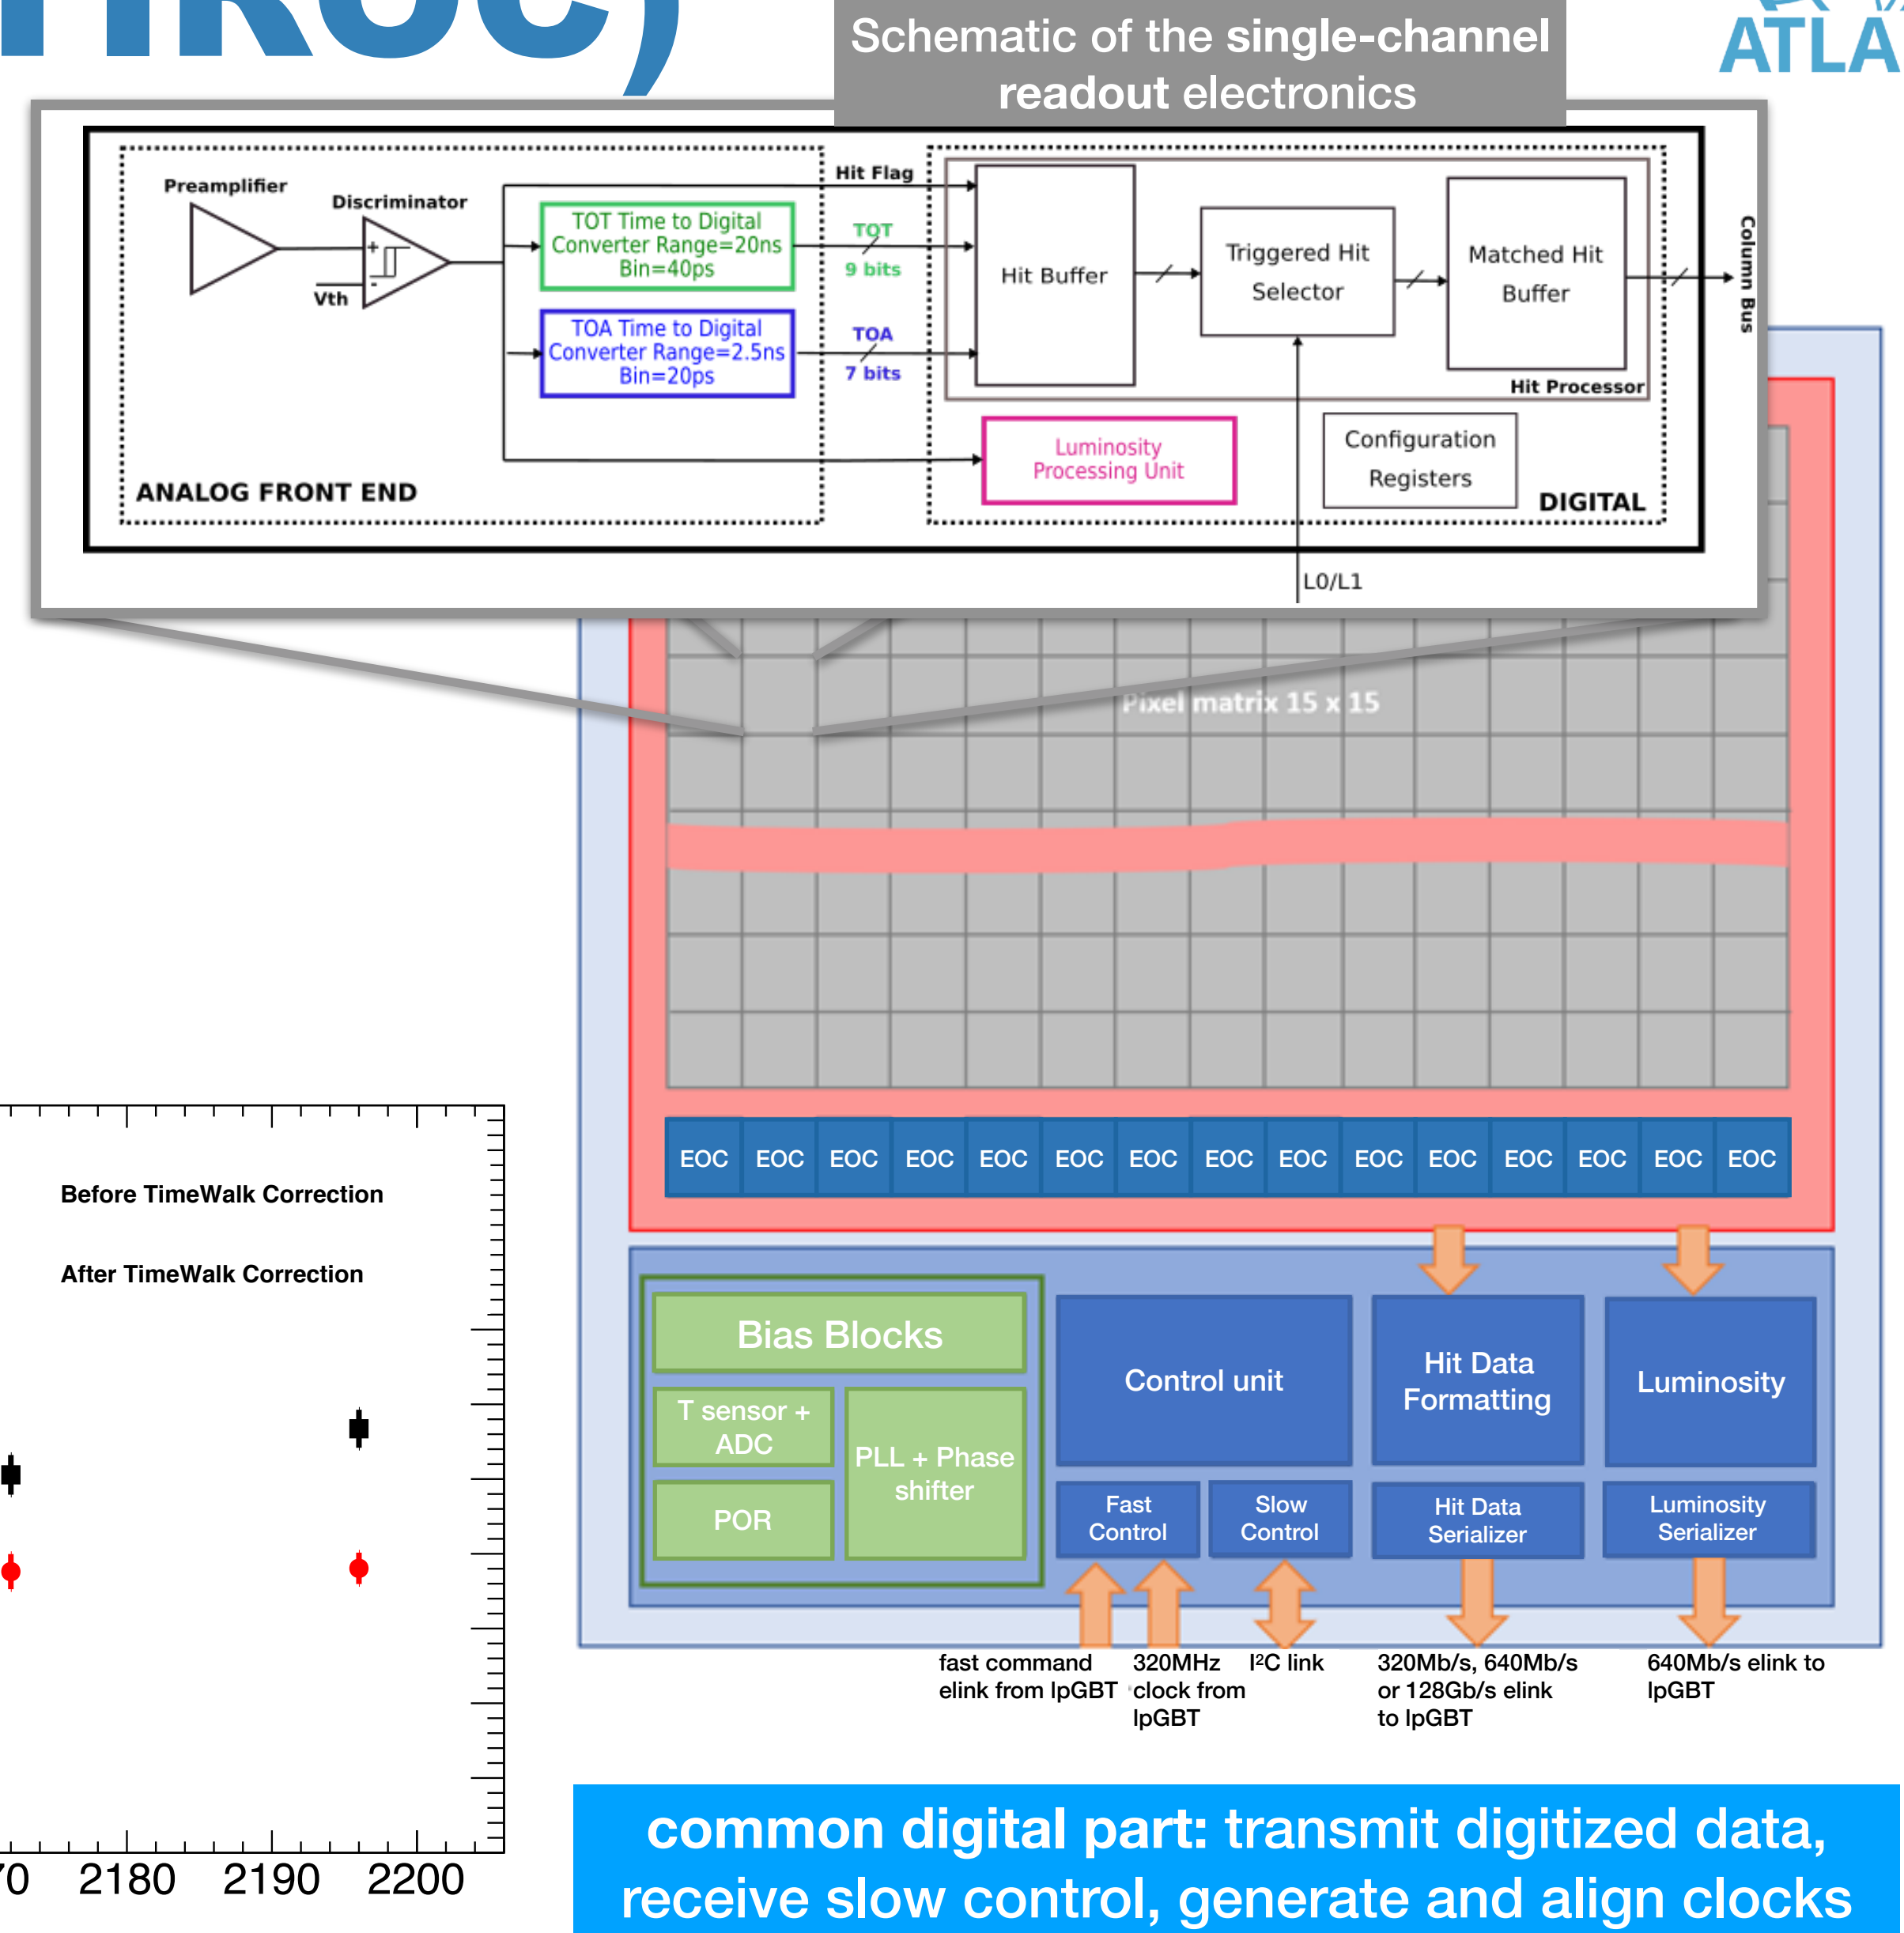 Schematic of the single-channel
readout electronics
ATLA
Preamplifier
Discriminator
Vth
+
-
TOT Time to Digital
Converter Range=20ns
Bin=40ps
TOA Time to Digital
Converter Range=2.5ns
Bin=20ps
ANALOG FRONT END
Hit Flag
TOT
9 bits
TOA
7 bits
Hit Buffer
Triggered Hit
Selector
Matched Hit
Buffer
Hit Processor
Column Bus
Luminosity
Processing Unit
Configuration
Registers
DIGITAL
L0/L1
Pixel matrix 15 x 15
EOC EOC EOC EOC EOC EOC EOC EOC EOC EOC EOC EOC EOC EOC EOC
Before TimeWalk Correction
After TimeWalk Correction
70 2180 2190 2200
Bias Blocks
T sensor +
ADC
POR
PLL + Phase
shifter
Control unit
Hit Data
Formatting
Luminosity
Fast
Control
Slow
Control
Hit Data
Serializer
Luminosity
Serializer
fast command
elink from lpGBT
320MHz
clock from
lpGBT
I²C link
320Mb/s, 640Mb/s
or 128Gb/s elink
to lpGBT
640Mb/s elink to
lpGBT
common digital part: transmit digitized data,
receive slow control, generate and align clocks